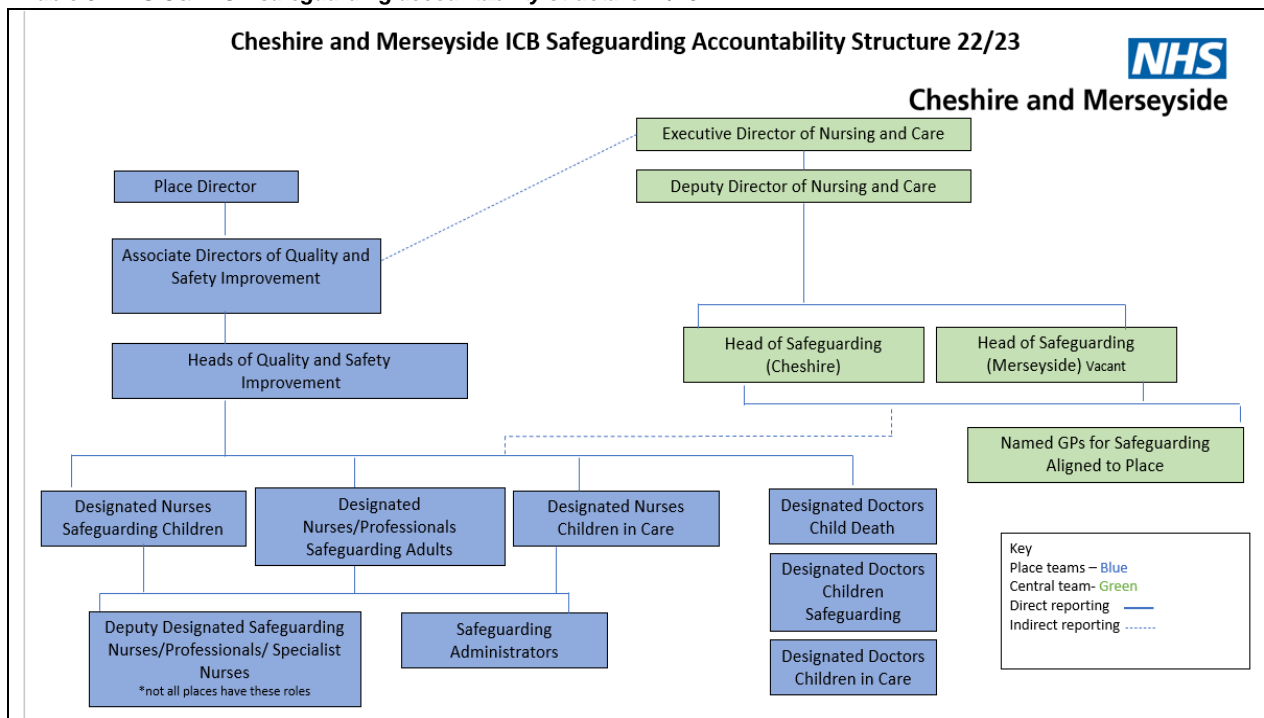 Cheshire and Merseyside ICB Safeguarding Accountability Structure 22/23
NHS
Cheshire and Merseyside
Executive Director of Nursing and Care
Place Director
Deputy Director of Nursing and Care
Associate Directors of Quality and
Safety Improvement
Heads of Quality and Safety
Improvement
Head of Safeguarding
(Cheshire)
Head of Safeguarding
(Merseyside) Vacant
Named GPs for Safeguarding
Aligned to Place
Designated Nurses
Safeguarding Children
Designated
Nurses/Professionals
Safeguarding Adults
Designated Nurses
Children in Care
Designated Doctors
Child Death
Designated Doctors
Children
Safeguarding
Designated Doctors
Children in Care
Deputy Designated Safeguarding
Nurses/Professionals/ Specialist
Nurses
*not all places have these roles
Safeguarding
Administrators
Key
Place teams – Blue
Central team- Green
Direct reporting
Indirect reporting